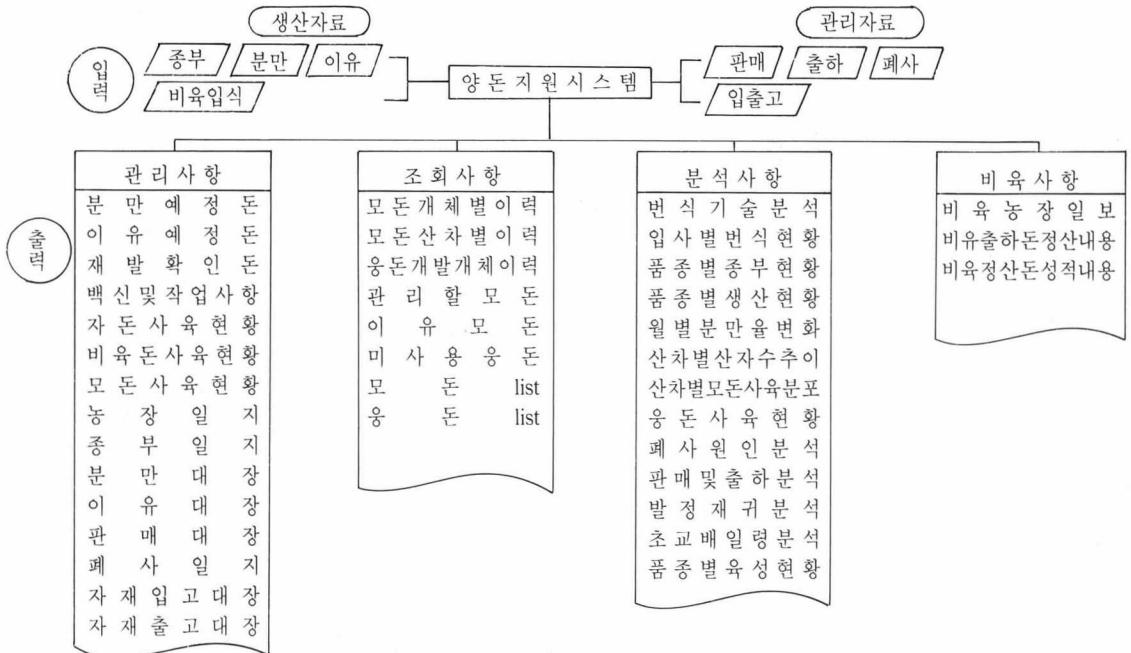 생산자료
관리자료
입력
종부 분만 이유
비육입식
양돈지원시스템
판매 출하 폐사
입출고
출력
관리사항
분만예정돈
이유예정돈
재발확인돈
백신및작업사항
자돈사육현황
비육돈사육현황
모돈사육현황
농장일지
종부일지
분만대장
이유대장
판매대장
폐사일지
자재입고대장
자재출고대장
조회사항
모돈개체별이력
모돈산차별이력
웅돈개발개체이력
관리할모돈
이유모돈
미사용웅돈
모돈 list
웅돈 list
분석사항
번식기술분석
입사별번식현황
품종별종부현황
품종별생산현황
월별분만율변화
산차별산자수추이
산차별모돈사육분포
웅돈사육현황
폐사원인분석
판매및출하분석
발정재귀분석
초교배일령분석
품종별육성현황
비육사항
비육농장일보
비유출하돈정산내용
비육정산돈성적내용